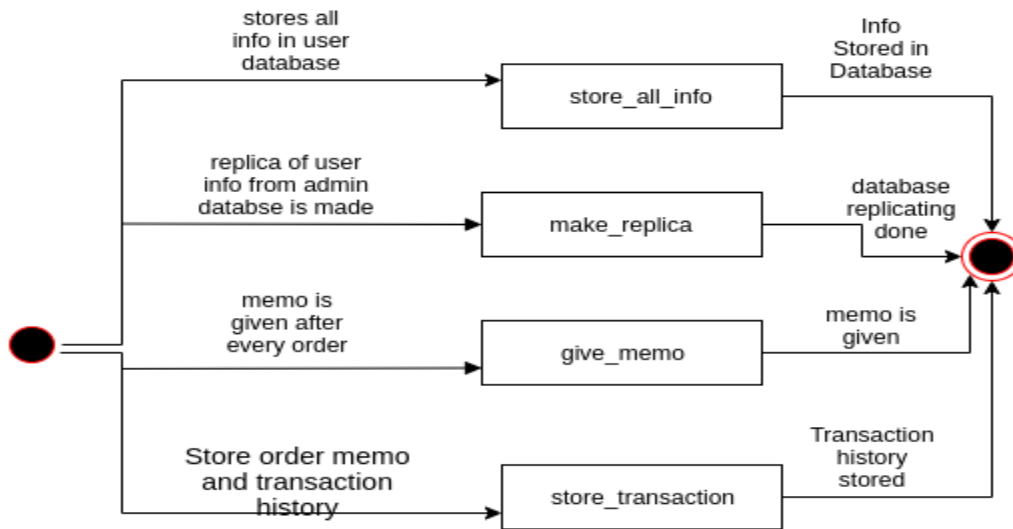 stores all
info in user
database
Info
Stored in
Database
store_all_info
replica of user
info from admin
databse is made
make_replica
database
replicating
done
memo is
given after
every order
give_memo
memo is
given
Store order memo
and transaction
history
store_transaction
Transaction
history
stored